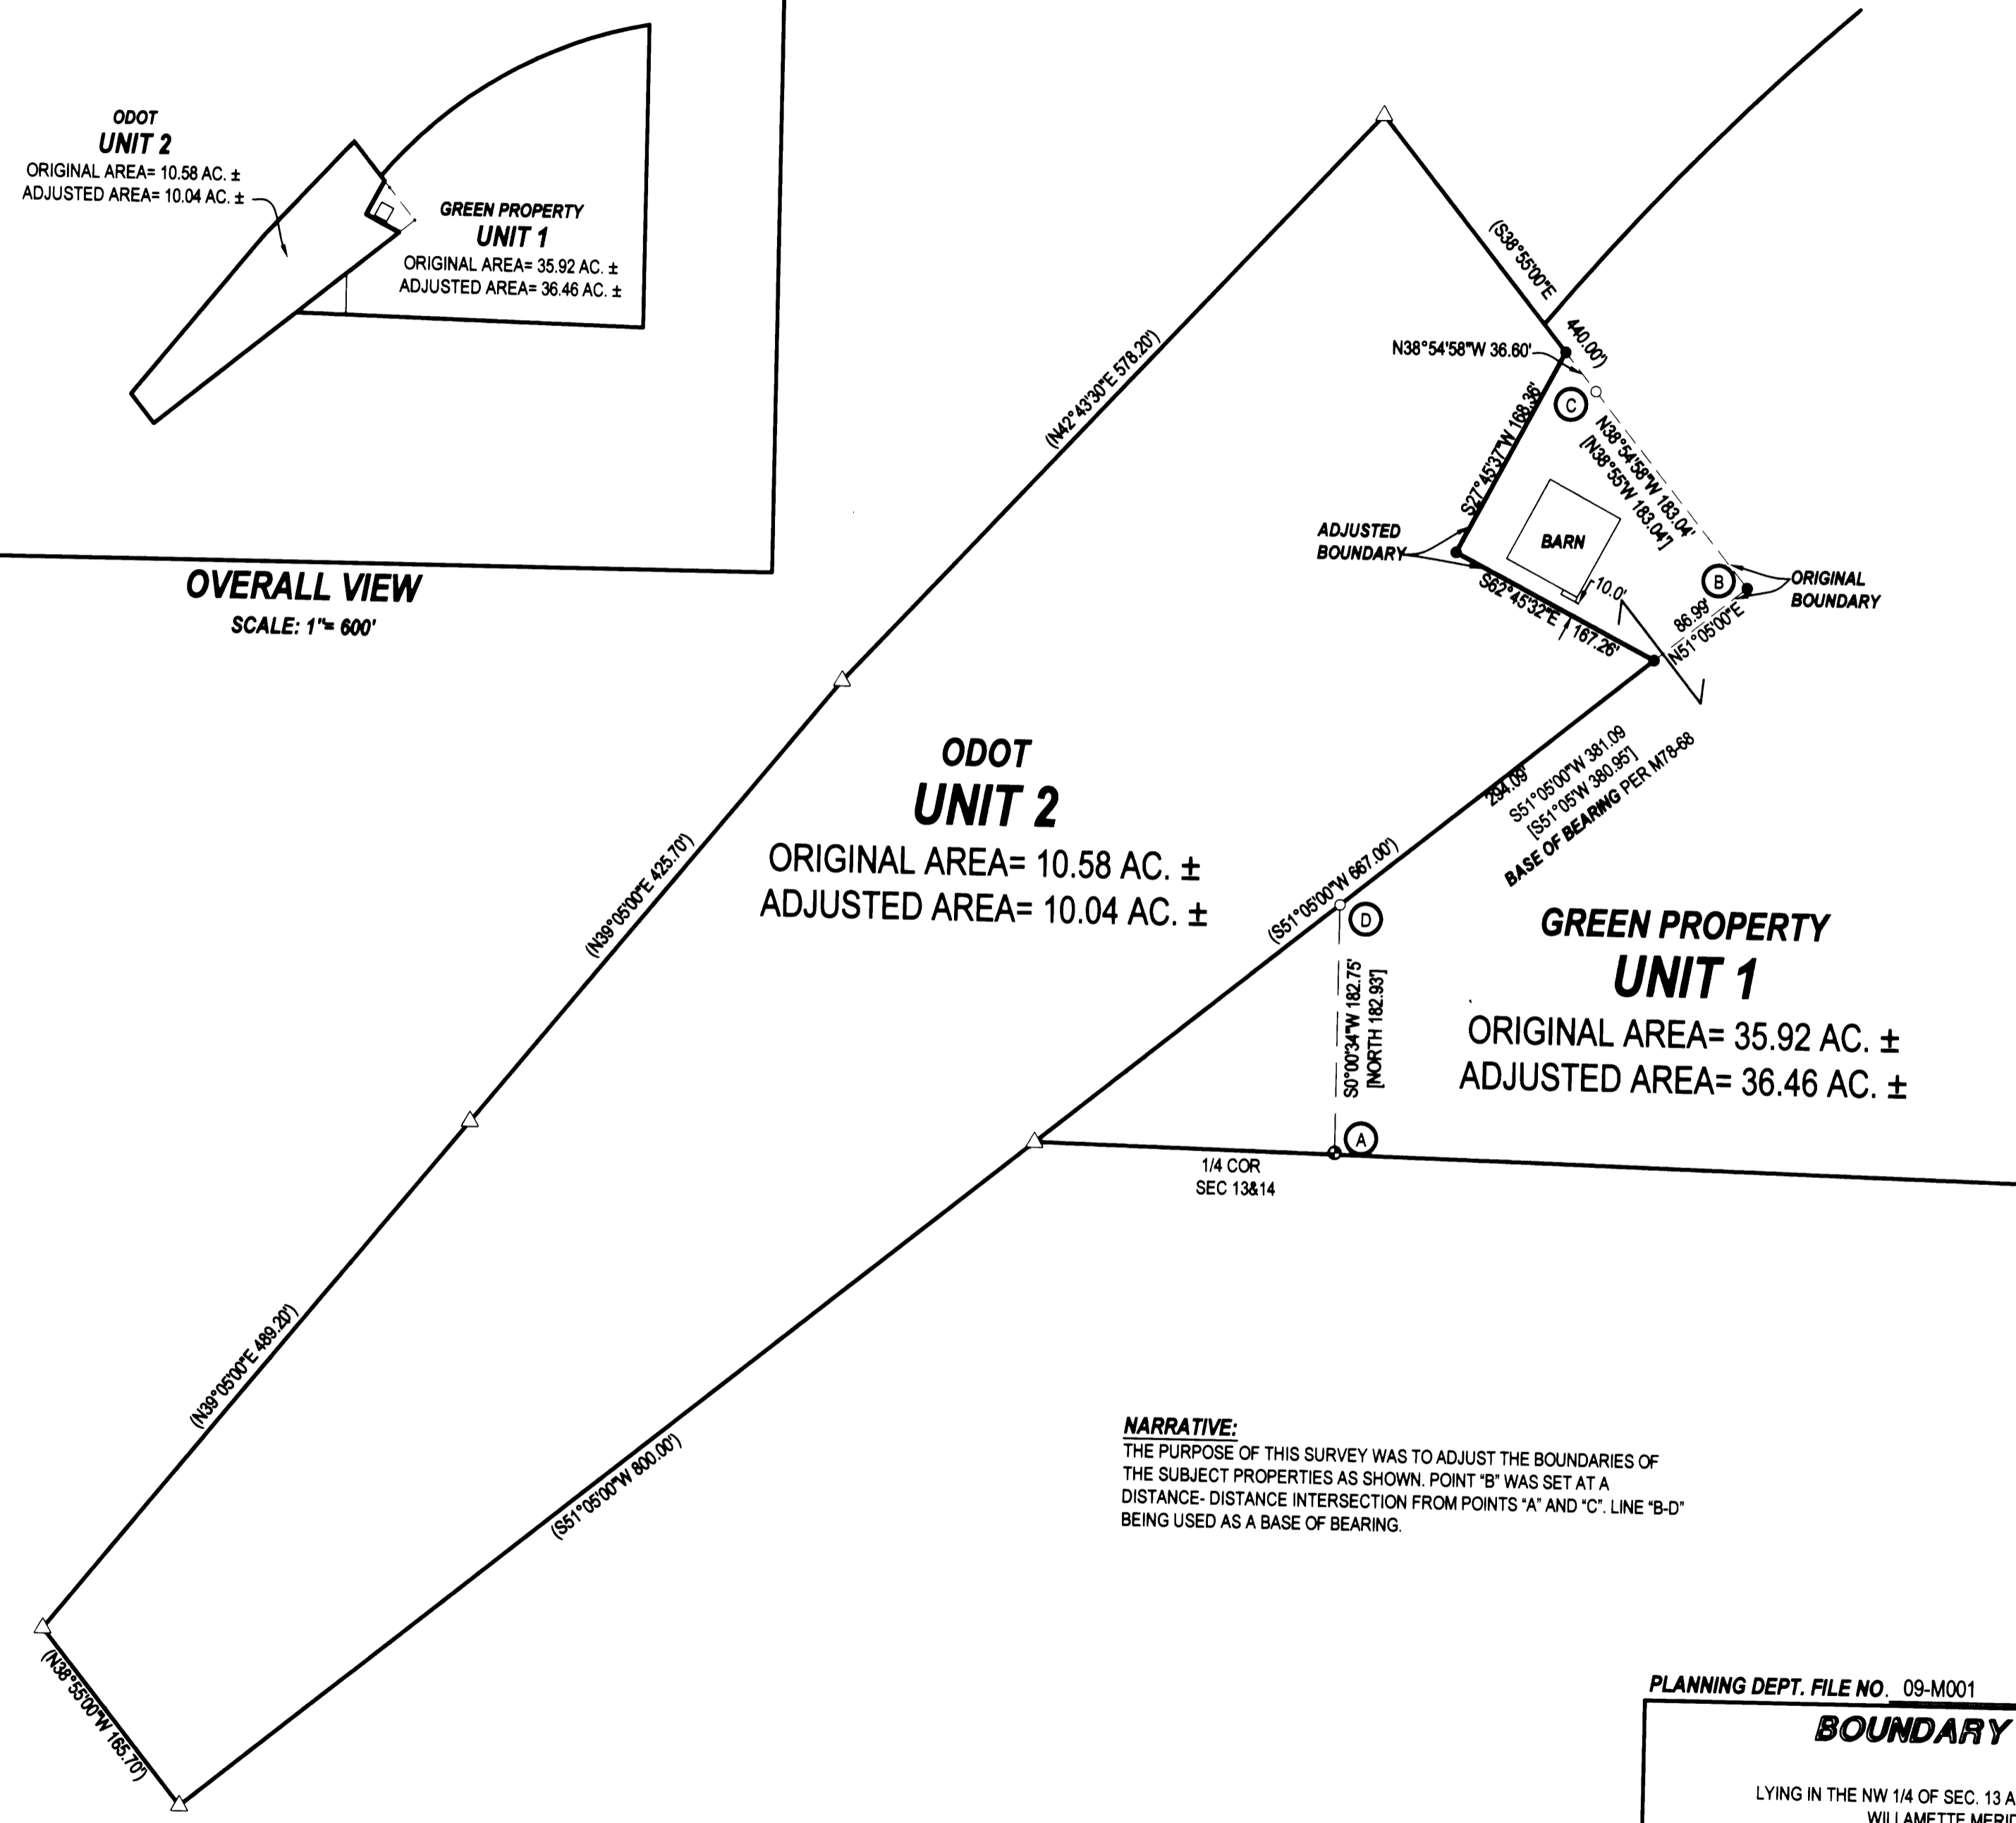 ODOT
UNIT 2
ORIGINAL AREA= 10.58 AC. ±
ADJUSTED AREA= 10.04 AC. ±
GREEN PROPERTY
UNIT 1
ORIGINAL AREA= 35.92 AC. ±
ADJUSTED AREA= 36.46 AC. ±
OVERALL VIEW
SCALE: 1"= 600'
(S38°55'00"E
440.00')
N38°54'58"W 36.60'
(N42°43'30"E 578.20')
C
S27°45'37"W 168.36'
N38°54'58"W 183.04'
[N38°55'W 183.04']
ADJUSTED
BOUNDARY
BARN
10.0'
B
ORIGINAL
BOUNDARY
S62°45'32"E 167.26'
86.99'
N51°05'00"E
ODOT
UNIT 2
ORIGINAL AREA= 10.58 AC. ±
ADJUSTED AREA= 10.04 AC. ±
294.09'
S51°05'00"W 381.09
[S51°05'W 380.95']
BASE OF BEARING PER M78-68
(N39°05'00"E 425.70')
(S51°05'00"W 667.00')
D
S0°00'34"W 182.75'
[NORTH 182.93']
GREEN PROPERTY
UNIT 1
ORIGINAL AREA= 35.92 AC. ±
ADJUSTED AREA= 36.46 AC. ±
A
1/4 COR
SEC 13&14
(N39°05'00"E 489.20')
(S51°05'00"W 800.00')
(N38°55'00"W 165.70')
NARRATIVE:
THE PURPOSE OF THIS SURVEY WAS TO ADJUST THE BOUNDARIES OF
THE SUBJECT PROPERTIES AS SHOWN. POINT "B" WAS SET AT A
DISTANCE- DISTANCE INTERSECTION FROM POINTS "A" AND "C". LINE "B-D"
BEING USED AS A BASE OF BEARING.
PLANNING DEPT. FILE NO. 09-M001
BOUNDARY
LYING IN THE NW 1/4 OF SEC. 13 A
WILLAMETTE MERID